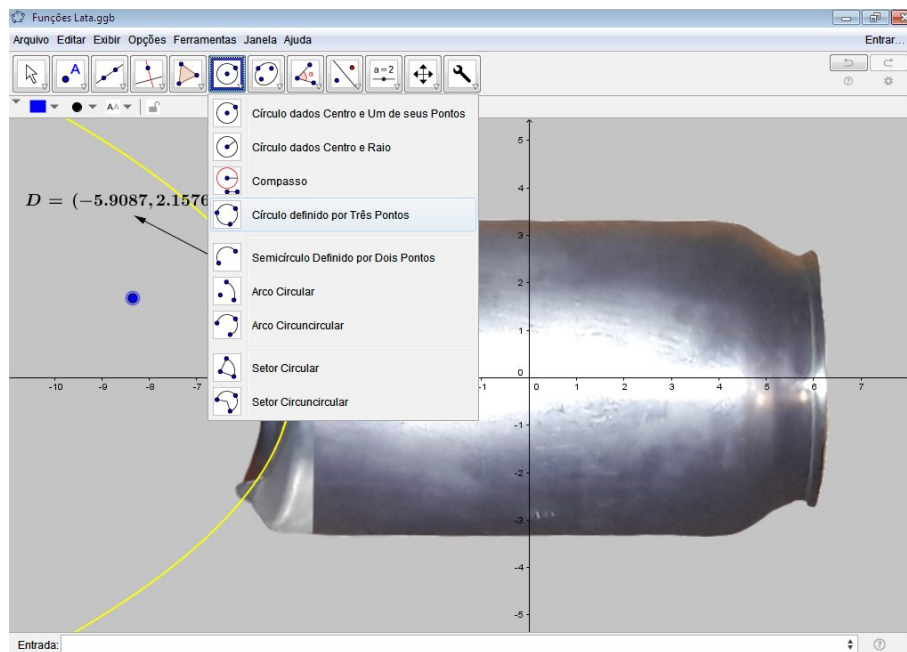 Funções Lata.ggb
Arquivo Editar Exibir Opções Ferramentas Janela Ajuda Entrar...
A α a=2
AA
Círculo dados Centro e Um de seus Pontos
Círculo dados Centro e Raio
Compasso
Círculo definido por Três Pontos
Semicírculo Definido por Dois Pontos
Arco Circular
Arco Circuncircular
Setor Circular
Setor Circuncircular
D = (−5.9087, 2.1576
5
4
3
2
1
0
-10 -9 -8 -7 -1 0 1 2 3 4 5 6 7
-1
-2
-3
-4
-5
Entrada: